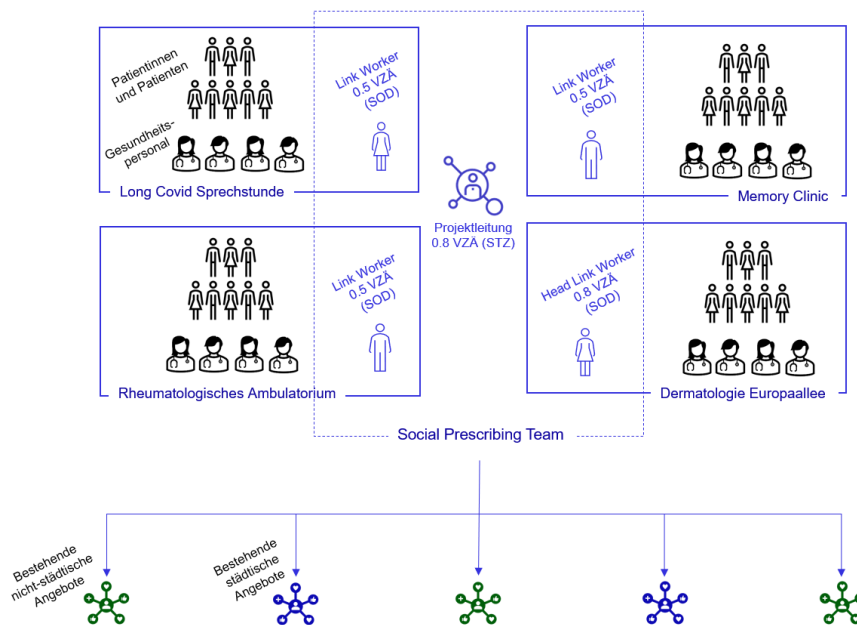 Patientinnen
und Patienten
Gesundheits-
personal
Link Worker
0.5 VZÄ
(SOD)
Long Covid Sprechstunde
Link Worker
0.5 VZÄ
(SOD)
Memory Clinic
Projektleitung
0.8 VZÄ (STZ)
Link Worker
0.5 VZÄ
(SOD)
Rheumatologisches Ambulatorium
Head Link Worker
0.8 VZÄ
(SOD)
Dermatologie Europaallee
Social Prescribing Team
Bestehende
nicht-städtische
Angebote
Bestehende
städtische
Angebote